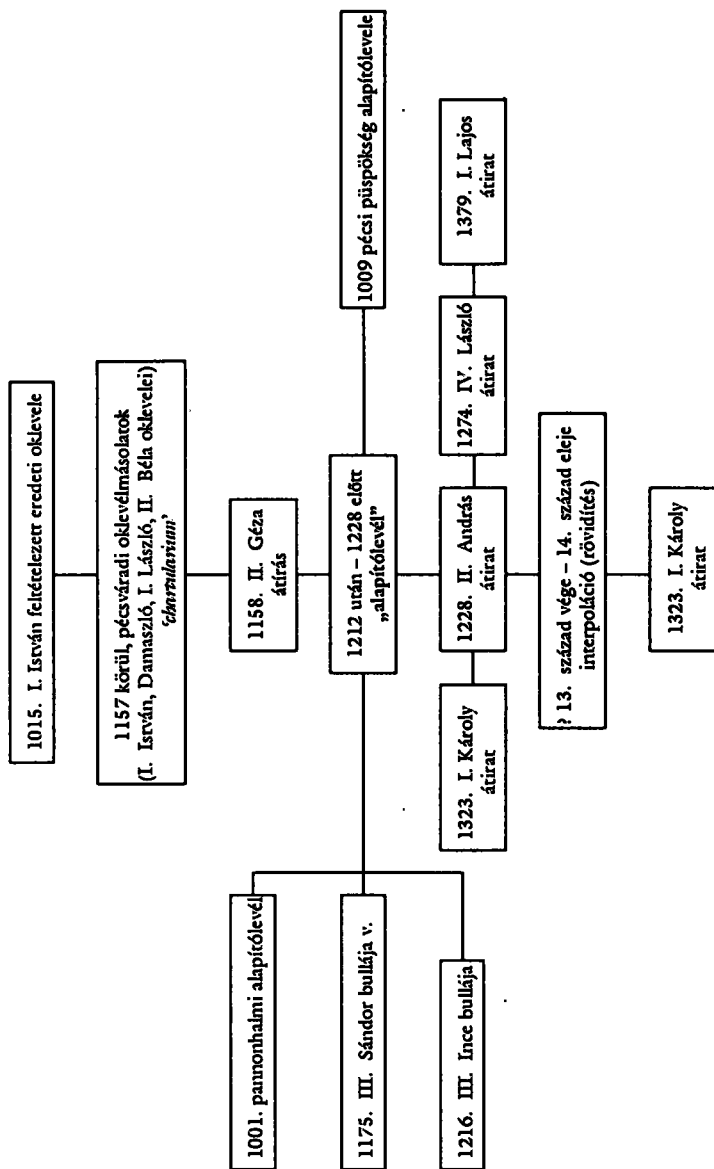 1015. I. István feltételezett eredeti oklevele
1157 körül, pécsváradi oklevélmásolatok
(I. István, Damaszló, I. László, II. Béla oklevelei)
'chartularium'
1158. II. Géza
átírás
1212 után – 1228 előtt
„alapítólevél”
1009 pécsi püspökség alapítólevele
1001. pannonhalmi alapítólevél
1175. III. Sándor bullája v.
1216. III. Ince bullája
1323. I. Károly
átirat
1228. II. András
átirat
1274. IV. László
átirat
1379. I. Lajos
átirat
? 13. század vége – 14. század eleje
interpoláció (rövidítés)
1323. I. Károly
átirat